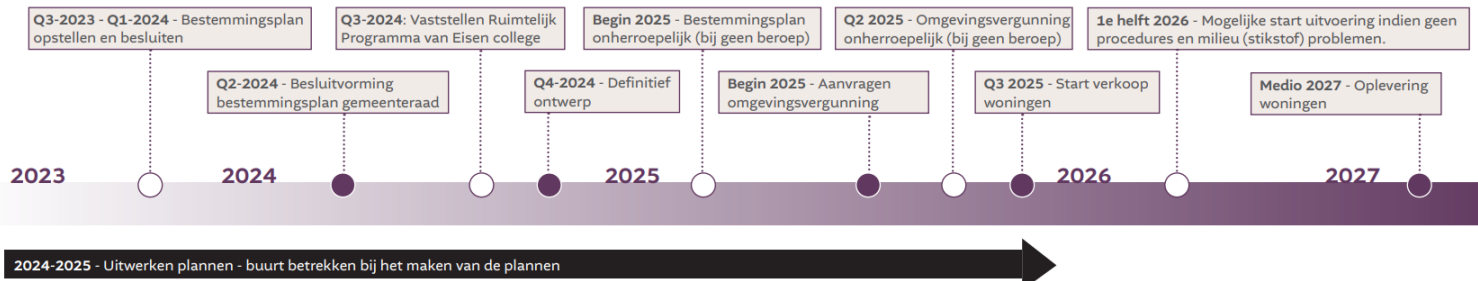 Q3-2023 - Q1-2024 - Bestemmingsplan
opstellen en besluiten
Q2-2024 - Besluitvorming
bestemmingsplan gemeenteraad
Q3-2024: Vaststellen Ruimtelijk
Programma van Eisen college
Q4-2024 - Definitief
ontwerp
Begin 2025 - Bestemmingsplan
onherroepelijk (bij geen beroep)
Begin 2025 - Aanvragen
omgevingsvergunning
Q2 2025 - Omgevingsvergunning
onherroepelijk (bij geen beroep)
Q3 2025 - Start verkoop
woningen
1e helft 2026 - Mogelijke start uitvoering indien geen
procedures en milieu (stikstof) problemen.
Medio 2027 - Oplevering
woningen
2023
2024
2025
2026
2027
2024-2025 - Uitwerken plannen - buurt betrekken bij het maken van de plannen